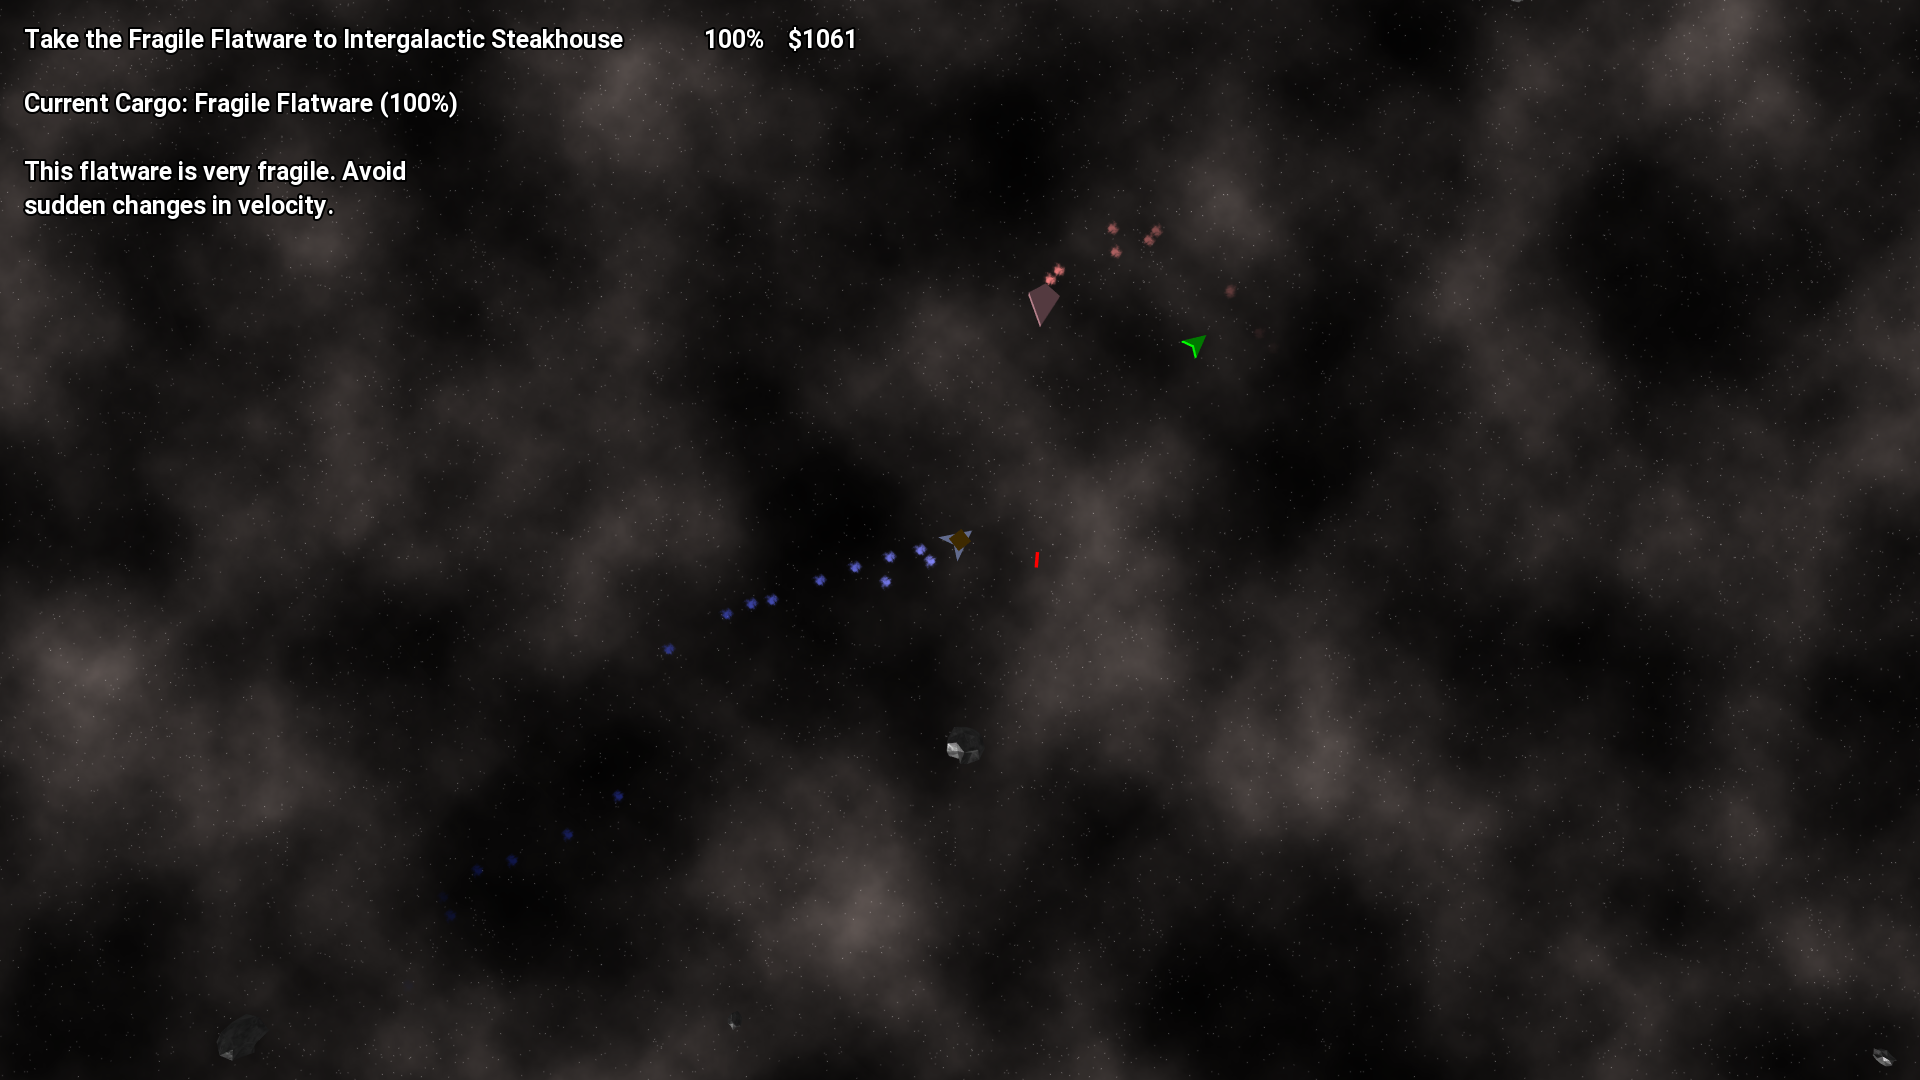 Take the Fragile Flatware to Intergalactic Steakhouse 100% $1061
Current Cargo: Fragile Flatware (100%)
This flatware is very fragile. Avoid
sudden changes in velocity.